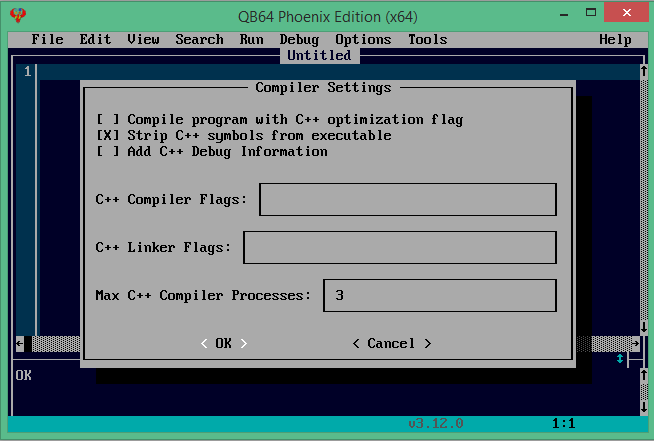 QB64 Phoenix Edition (x64)
File Edit View Search Run Debug Options Tools Help
Untitled
1
Compiler Settings
[ ] Compile program with C++ optimization flag
[X] Strip C++ symbols from executable
[ ] Add C++ Debug Information
C++ Compiler Flags:
C++ Linker Flags:
Max C++ Compiler Processes: 3
< OK > < Cancel >
OK
v3.12.0 1:1